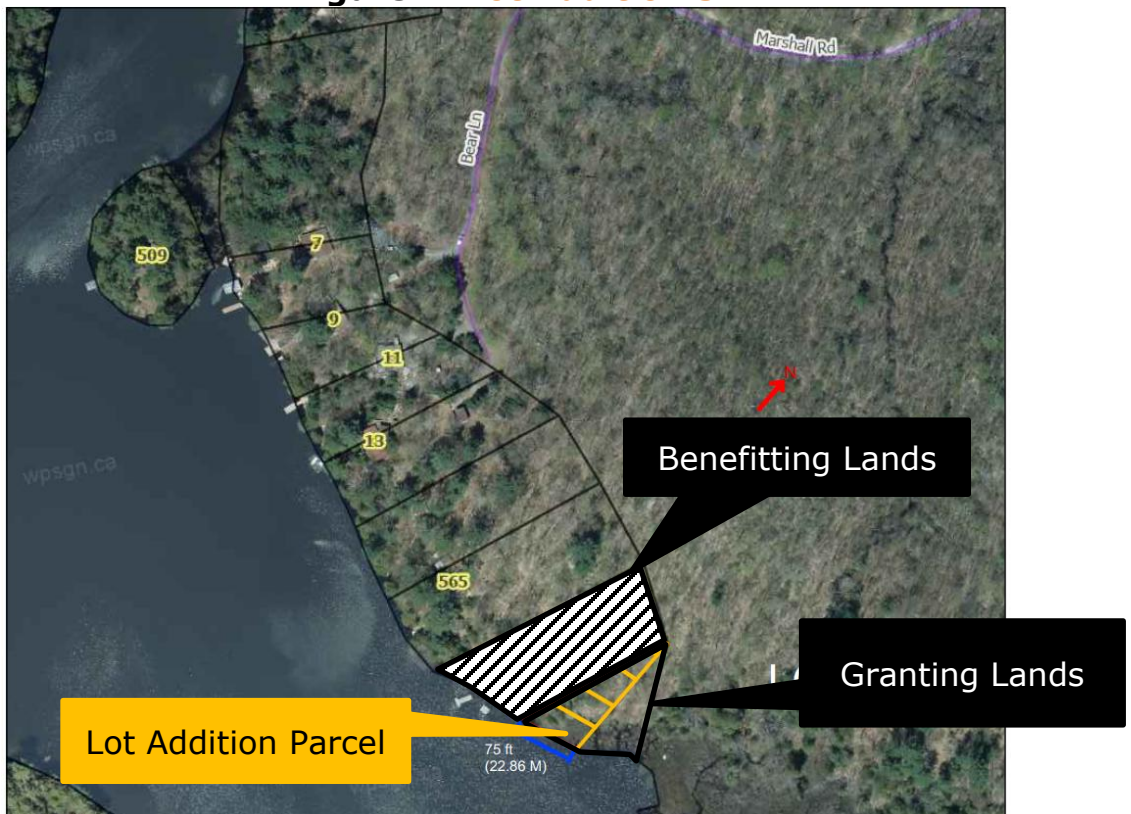 Marshall Rd
wpsgn.ca
Bear Ln
7
509
9
11
N
13
Benefitting Lands
wpsgn.ca
565
Granting Lands
Lot Addition Parcel
75 ft
(22.86 M)